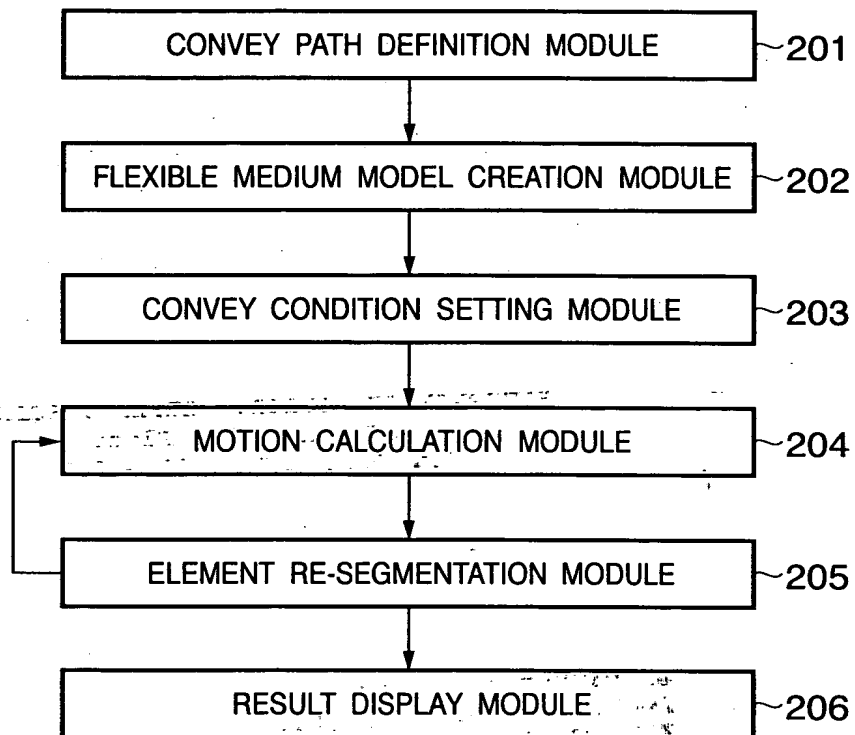 CONVEY PATH DEFINITION MODULE 201
FLEXIBLE MEDIUM MODEL CREATION MODULE 202
CONVEY CONDITION SETTING MODULE 203
MOTION CALCULATION MODULE 204
ELEMENT RE-SEGMENTATION MODULE 205
RESULT DISPLAY MODULE 206